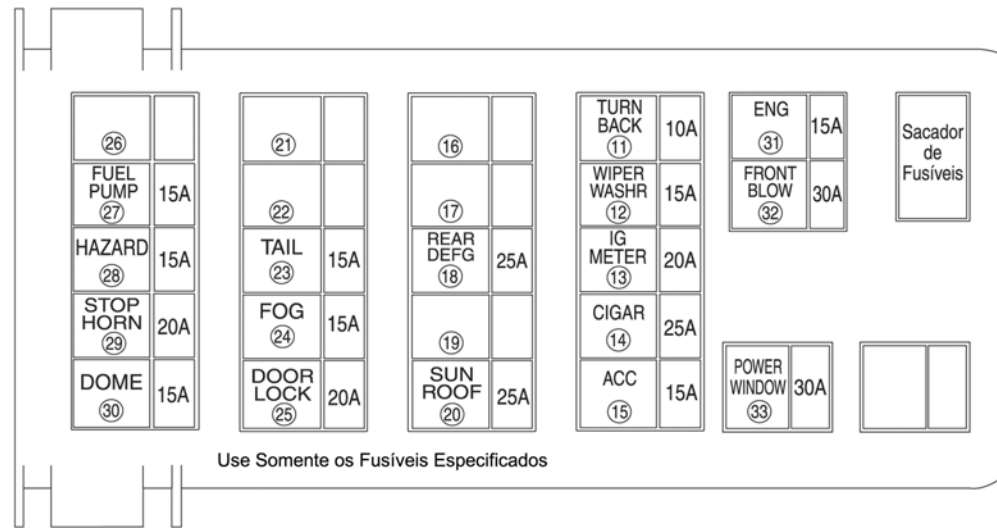 26
FUEL
PUMP
27
15A
HAZARD
28
15A
STOP
HORN
29
20A
DOME
30
15A
21
22
TAIL
23
15A
FOG
24
15A
DOOR
LOCK
25
20A
16
17
REAR
DEFG
18
25A
19
SUN
ROOF
20
25A
TURN
BACK
11
10A
WIPER
WASHR
12
15A
IG
METER
13
20A
CIGAR
14
25A
ACC
15
15A
ENG
31
15A
FRONT
BLOW
32
30A
POWER
WINDOW
33
30A
Sacador
de
Fusíveis
Use Somente os Fusíveis Especificados